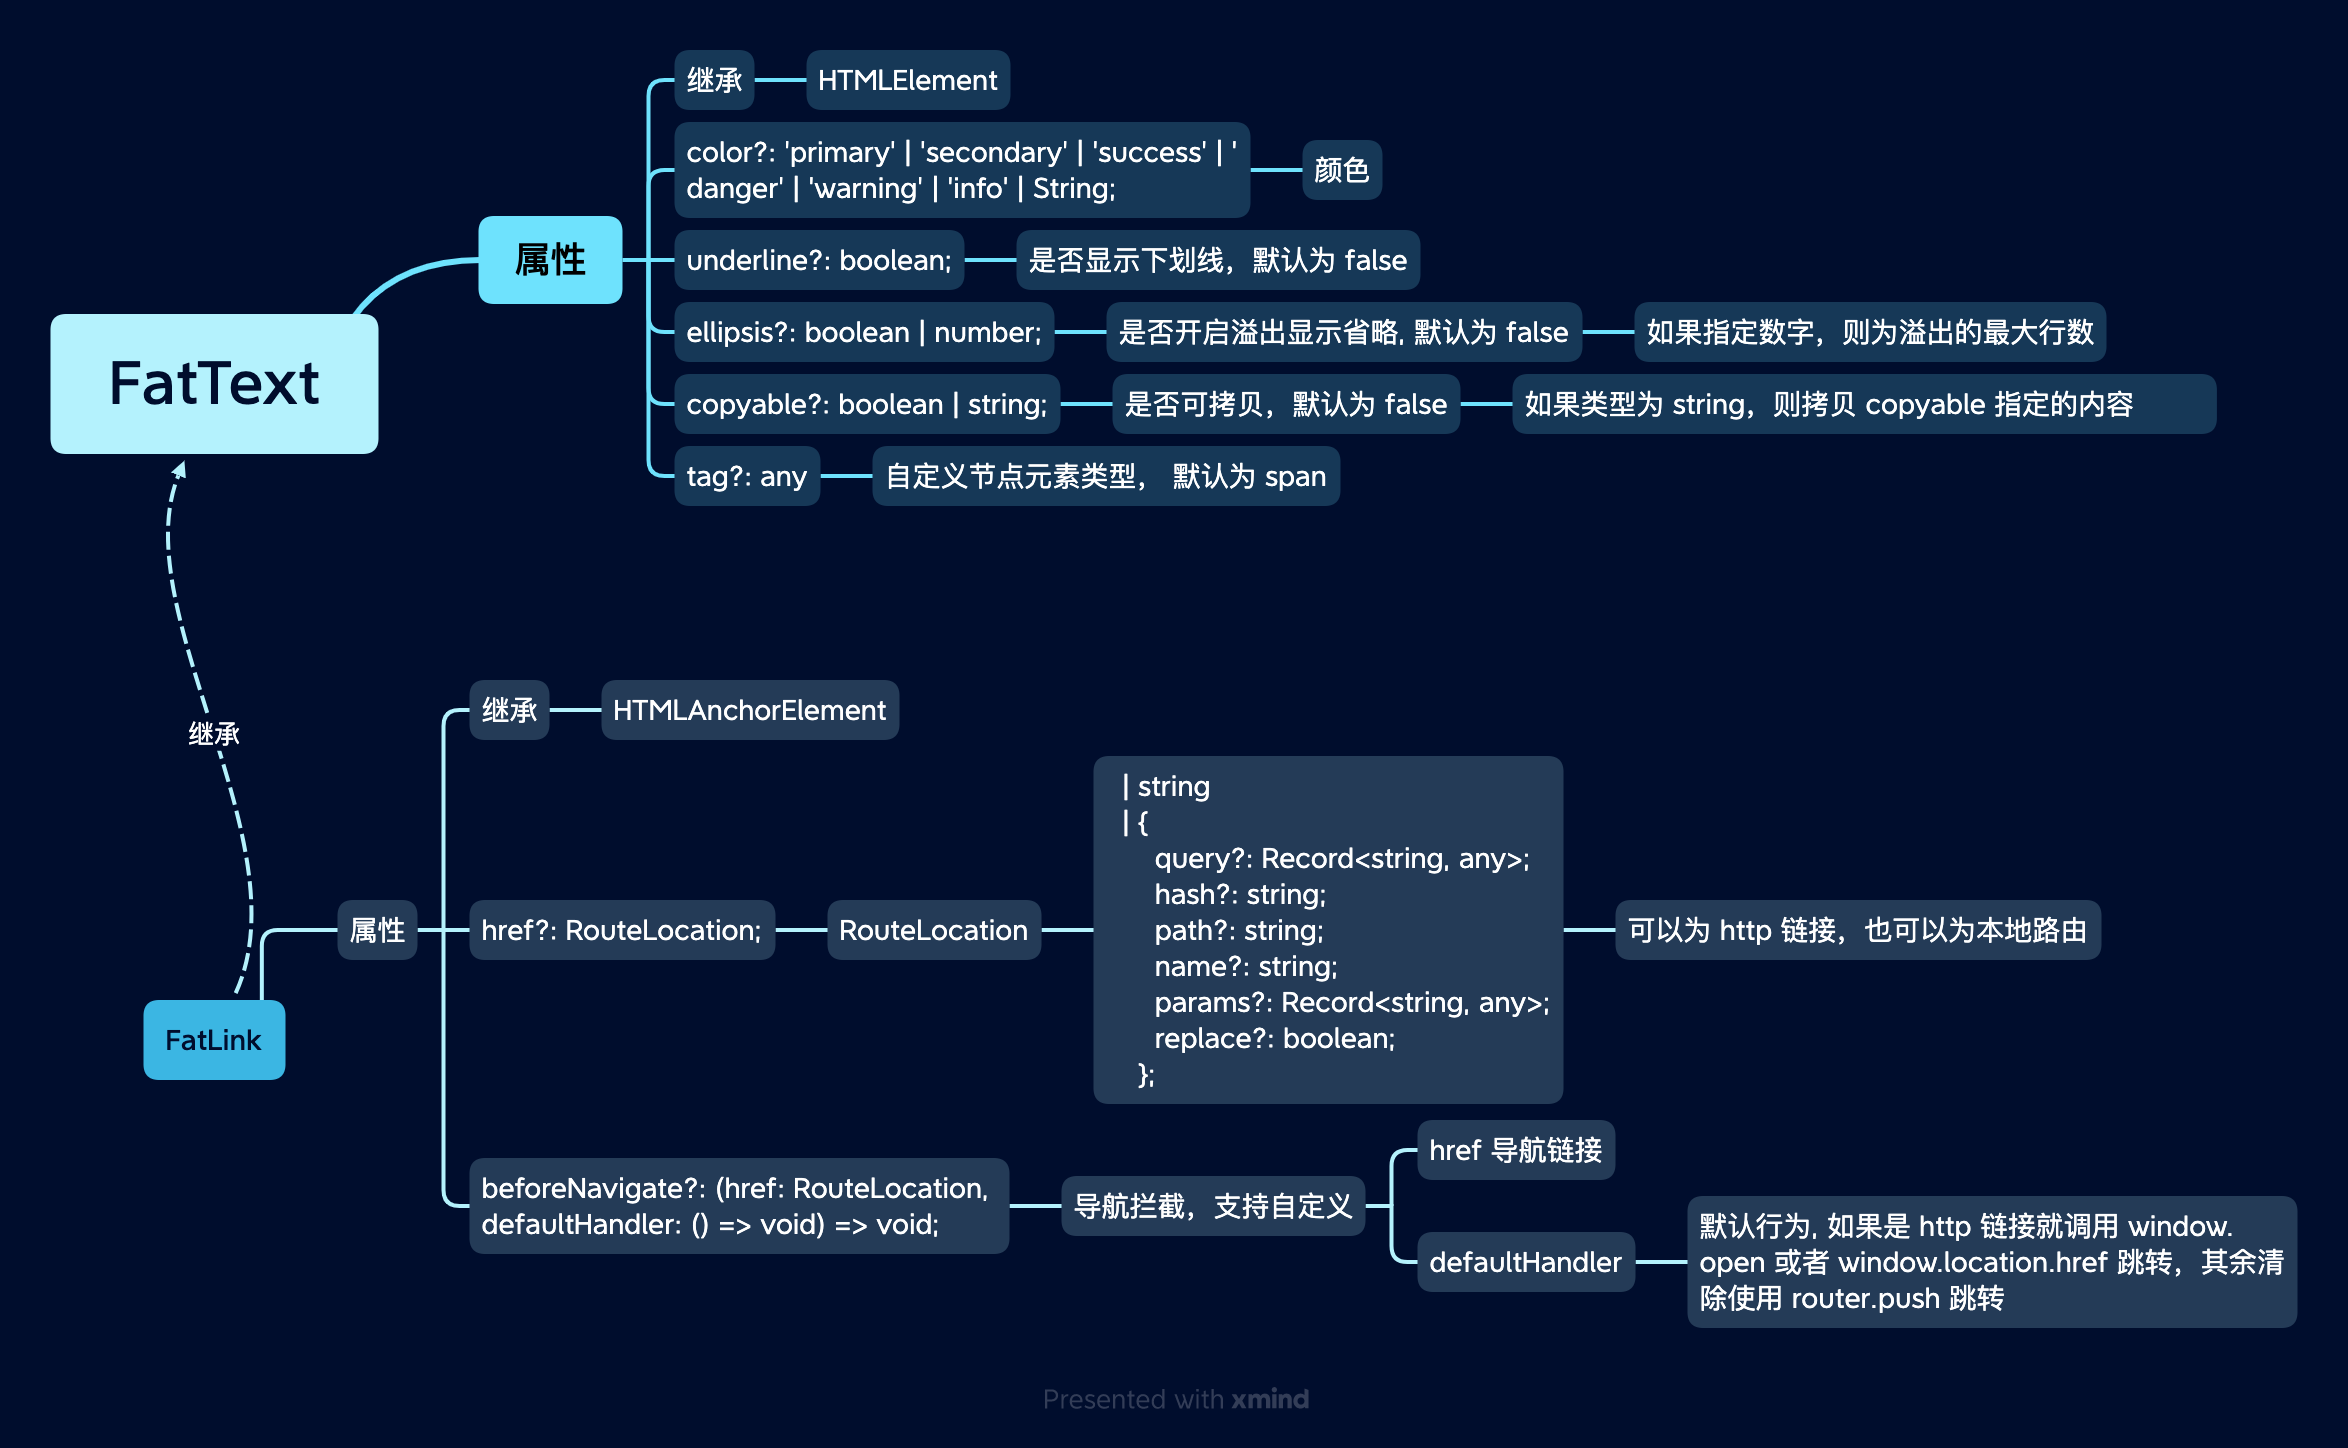 FatText
属性
继承
HTMLElement
color?: 'primary' | 'secondary' | 'success' | '
danger' | 'warning' | 'info' | String;
颜色
underline?: boolean;
是否显示下划线，默认为 false
ellipsis?: boolean | number;
是否开启溢出显示省略, 默认为 false
如果指定数字，则为溢出的最大行数
copyable?: boolean | string;
是否可拷贝，默认为 false
如果类型为 string，则拷贝 copyable 指定的内容
tag?: any
自定义节点元素类型， 默认为 span
继承
FatLink
属性
继承
HTMLAnchorElement
href?: RouteLocation;
RouteLocation
| string
| {
query?: Record<string, any>;
hash?: string;
path?: string;
name?: string;
params?: Record<string, any>;
replace?: boolean;
};
可以为 http 链接，也可以为本地路由
beforeNavigate?: (href: RouteLocation,
defaultHandler: () => void) => void;
导航拦截，支持自定义
href 导航链接
defaultHandler
默认行为, 如果是 http 链接就调用 window.
open 或者 window.location.href 跳转，其余清
除使用 router.push 跳转
Presented with xmind